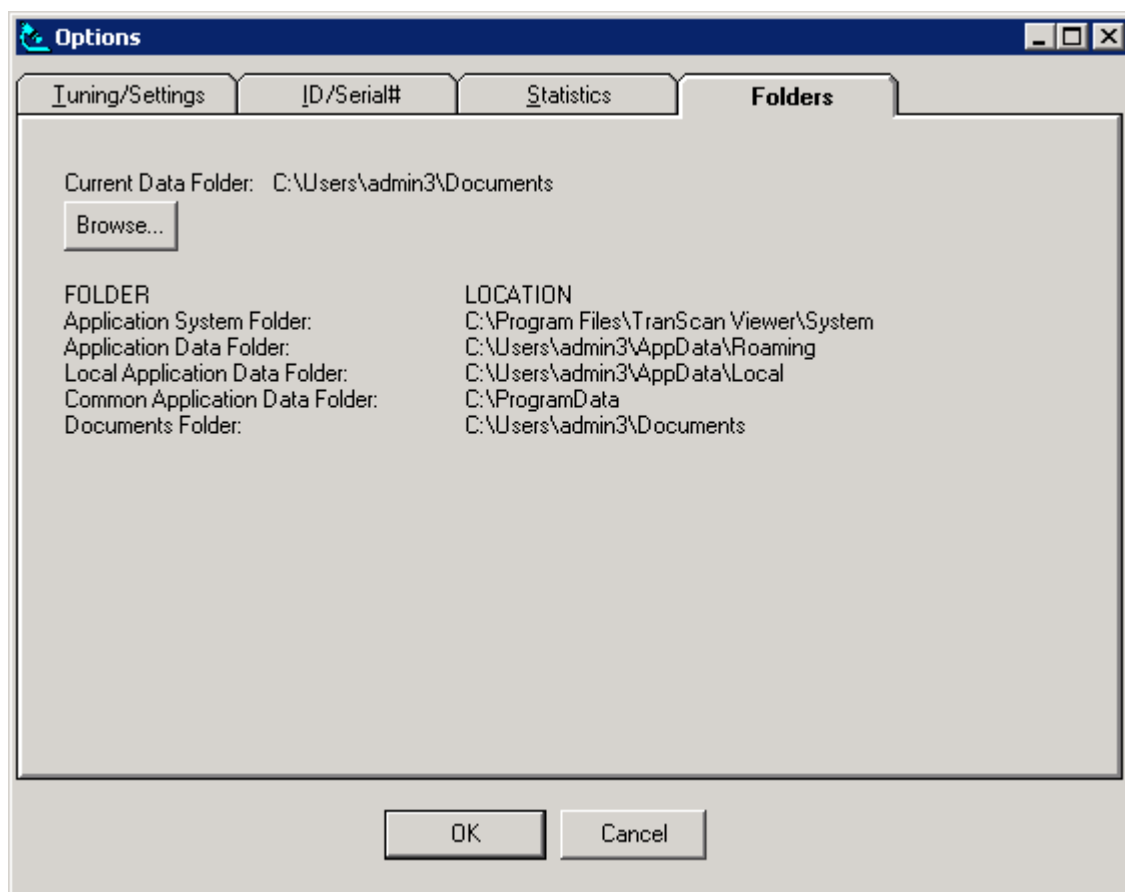 Options
Tuning/Settings ID/Serial# Statistics Folders
Current Data Folder: C:\Users\admin3\Documents
Browse...
FOLDER LOCATION
Application System Folder: C:\Program Files\TranScan Viewer\System
Application Data Folder: C:\Users\admin3\AppData\Roaming
Local Application Data Folder: C:\Users\admin3\AppData\Local
Common Application Data Folder: C:\ProgramData
Documents Folder: C:\Users\admin3\Documents
OK Cancel